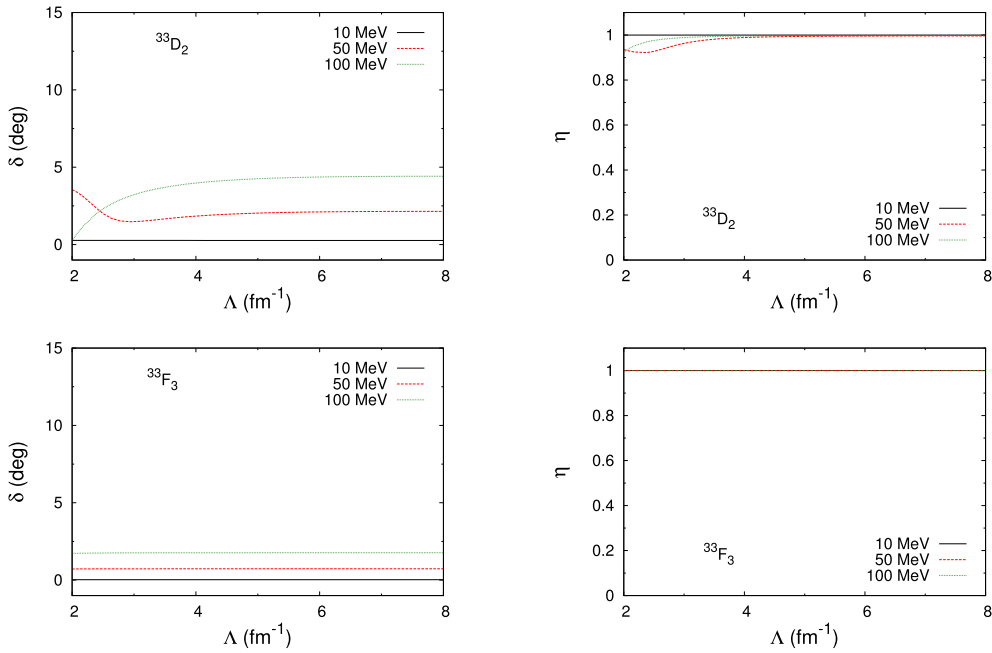 15
10
5
0
δ (deg)
³³D₂
10 MeV
50 MeV
100 MeV
2
4
6
8
Λ (fm⁻¹)
1
0.8
0.6
0.4
0.2
0
η
³³D₂
10 MeV
50 MeV
100 MeV
2
4
6
8
Λ (fm⁻¹)
15
10
5
0
δ (deg)
³³F₃
10 MeV
50 MeV
100 MeV
2
4
6
8
Λ (fm⁻¹)
1
0.8
0.6
0.4
0.2
0
η
³³F₃
10 MeV
50 MeV
100 MeV
2
4
6
8
Λ (fm⁻¹)